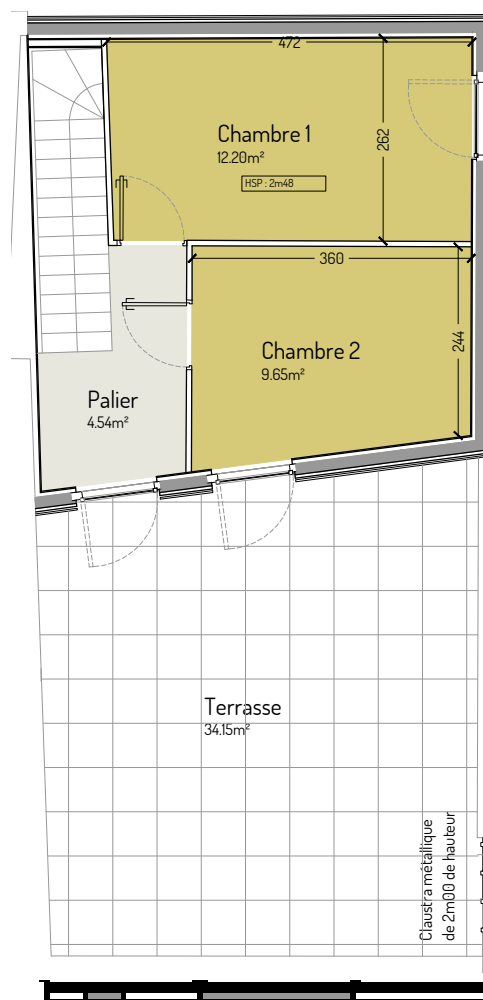 472
Chambre 1
12.20m²
262
HSP : 2m48
360
Chambre 2
9.65m²
244
Palier
4.54m²
Terrasse
34.15m²
Claustra métallique
de 2m00 de hauteur